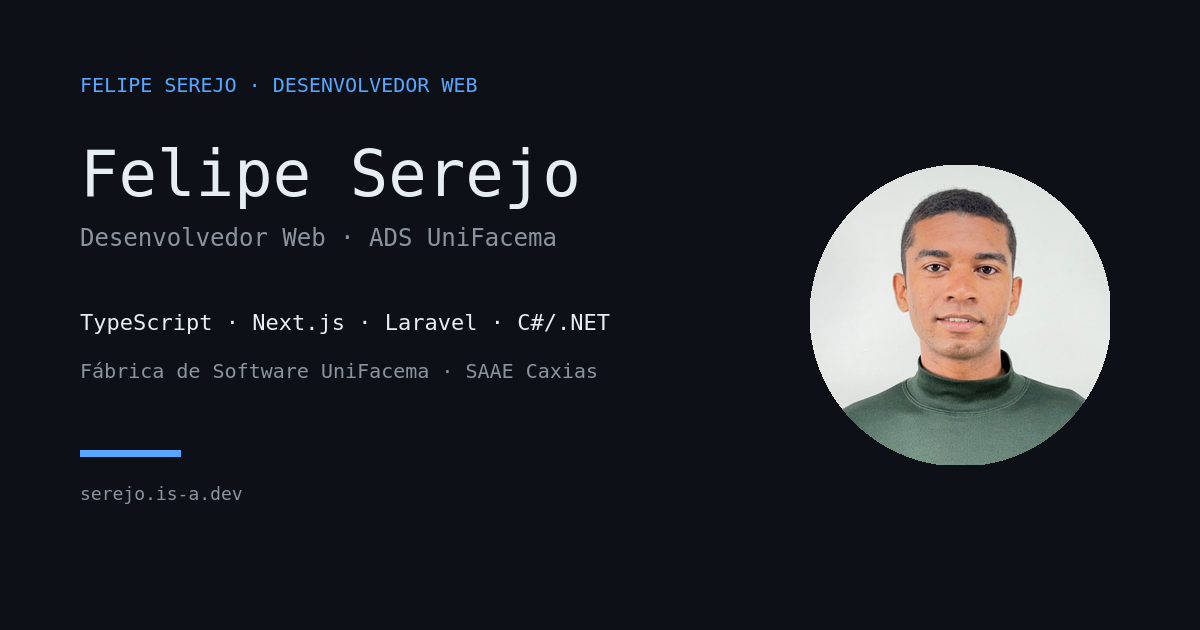 FELIPE SEREJO · DESENVOLVEDOR WEB
Felipe Serejo
Desenvolvedor Web · ADS UniFacema
TypeScript · Next.js · Laravel · C#/.NET
Fábrica de Software UniFacema · SAAE Caxias
serejo.is-a.dev